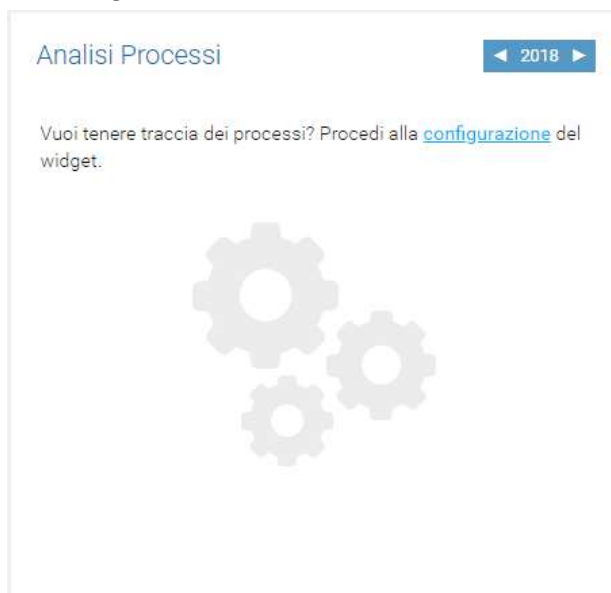 Analisi Processi
◄ 2018 ►
Vuoi tenere traccia dei processi? Procedi alla configurazione del
widget.